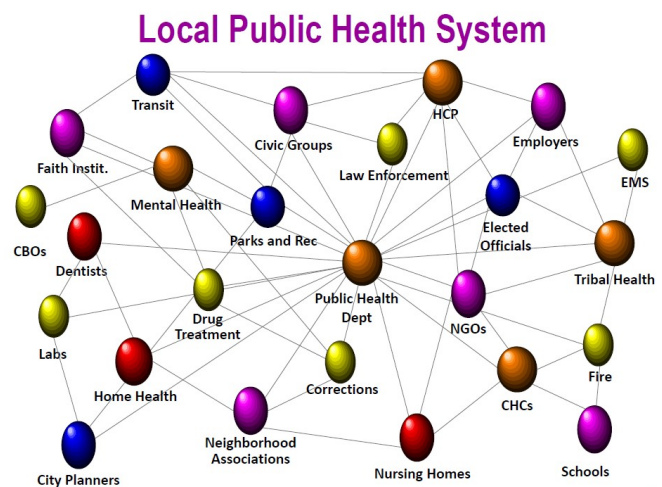 Local Public Health System
Transit
HCP
Civic Groups
Employers
Faith Instit.
Law Enforcement
EMS
Mental Health
CBOs
Parks and Rec
Elected
Officials
Dentists
Tribal Health
Public Health
Dept
Drug
Treatment
NGOs
Labs
Fire
Home Health
Corrections
CHCs
Neighborhood
Associations
City Planners
Nursing Homes
Schools